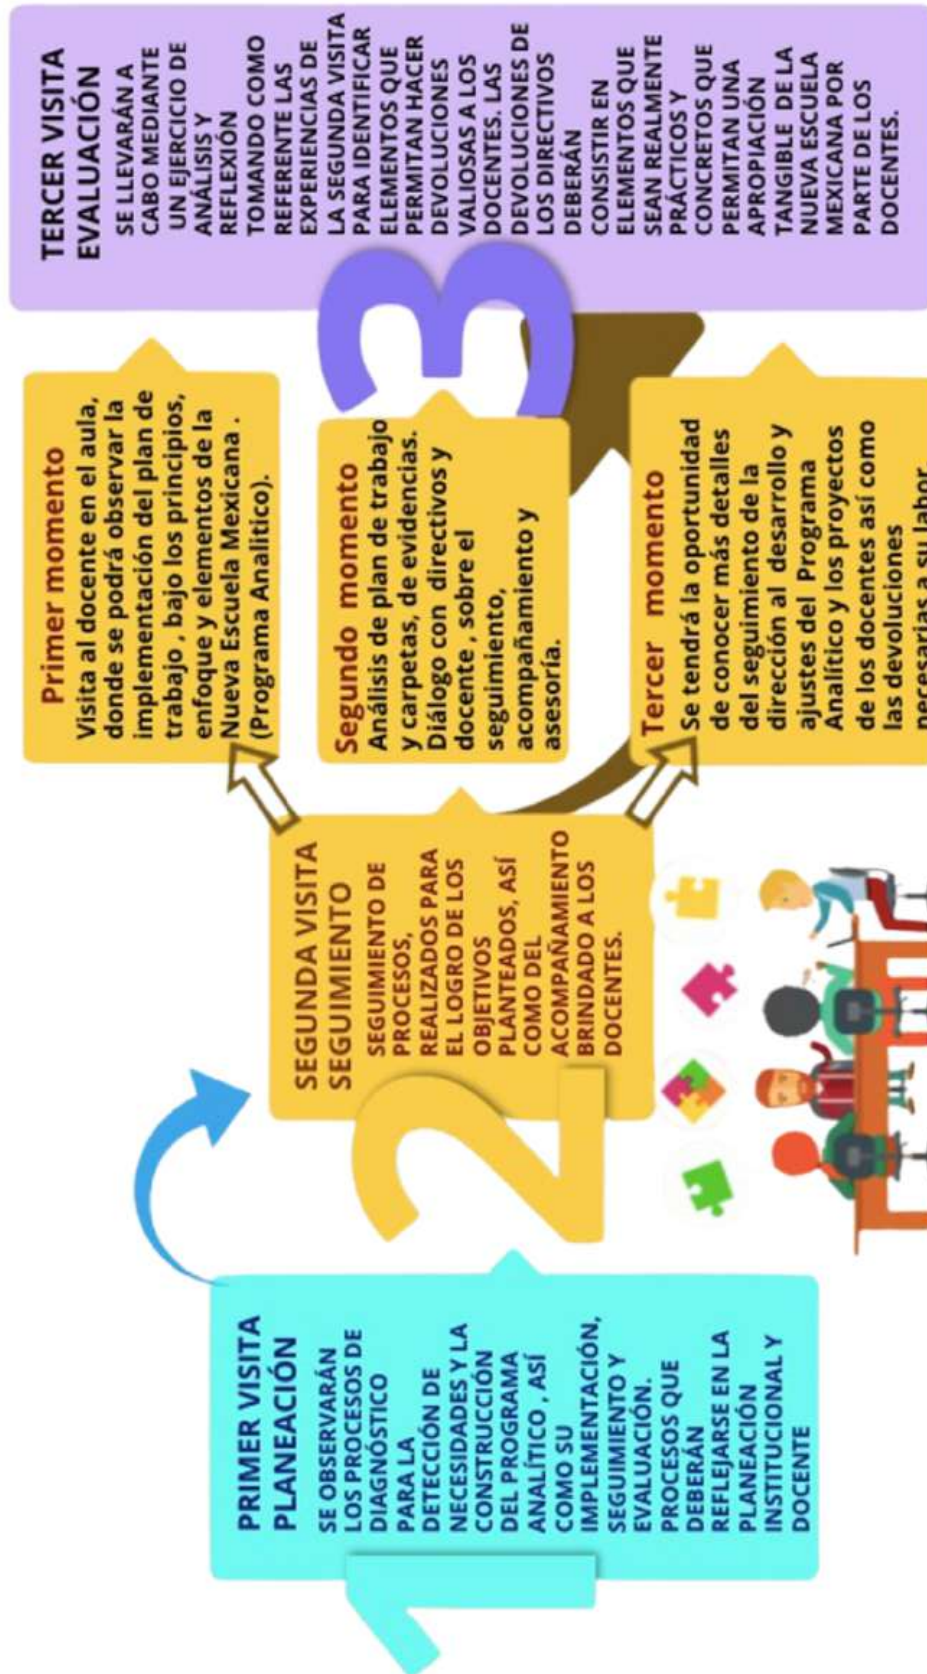 1
PRIMER VISITA
PLANEACIÓN
SE OBSERVARÁN
LOS PROCESOS DE
DIAGNÓSTICO
PARA LA
DETECCIÓN DE
NECESIDADES Y LA
CONSTRUCCIÓN
DEL PROGRAMA
ANALÍTICO , ASÍ
COMO SU
IMPLEMENTACIÓN,
SEGUIMIENTO Y
EVALUACIÓN.
PROCESOS QUE
DEBERÁN
REFLEJARSE EN LA
PLANEACIÓN
INSTITUCIONAL Y
DOCENTE
2
SEGUNDA VISITA
SEGUIMIENTO
SEGUIMIENTO DE
PROCESOS,
REALIZADOS PARA
EL LOGRO DE LOS
OBJETIVOS
PLANTEADOS, ASÍ
COMO DEL
ACOMPAÑAMIENTO
BRINDADO A LOS
DOCENTES.
Primer momento
Visita al docente en el aula,
donde se podrá observar la
implementación del plan de
trabajo , bajo los principios,
enfoque y elementos de la
Nueva Escuela Mexicana .
(Programa Analitico).
Segundo momento
Análisis de plan de trabajo
y carpetas, de evidencias.
Diálogo con directivos y
docente , sobre el
seguimiento,
acompañamiento y
asesoría.
Tercer momento
Se tendrá la oportunidad
de conocer más detalles
del seguimiento de la
dirección al desarrollo y
ajustes del Programa
Analítico y los proyectos
de los docentes así como
las devoluciones
necesarias a su labor
3
TERCER VISITA
EVALUACIÓN
SE LLEVARÁN A
CABO MEDIANTE
UN EJERCICIO DE
ANÁLISIS Y
REFLEXIÓN
TOMANDO COMO
REFERENTE LAS
EXPERIENCIAS DE
LA SEGUNDA VISITA
PARA IDENTIFICAR
ELEMENTOS QUE
PERMITAN HACER
DEVOLUCIONES
VALIOSAS A LOS
DOCENTES. LAS
DEVOLUCIONES DE
LOS DIRECTIVOS
DEBERÁN
CONSISTIR EN
ELEMENTOS QUE
SEAN REALMENTE
PRÁCTICOS Y
CONCRETOS QUE
PERMITAN UNA
APROPIACIÓN
TANGIBLE DE LA
NUEVA ESCUELA
MEXICANA POR
PARTE DE LOS
DOCENTES.